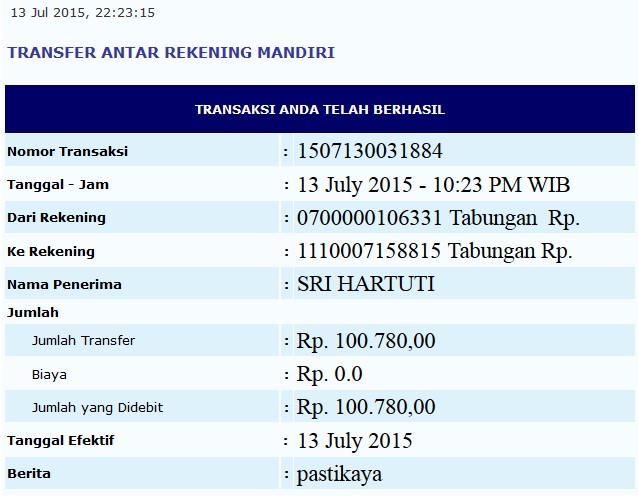 13 Jul 2015, 22:23:15
TRANSFER ANTAR REKENING MANDIRI
TRANSAKSI ANDA TELAH BERHASIL
Nomor Transaksi : 1507130031884
Tanggal - Jam : 13 July 2015 - 10:23 PM WIB
Dari Rekening : 0700000106331 Tabungan Rp.
Ke Rekening : 1110007158815 Tabungan Rp.
Nama Penerima : SRI HARTUTI
Jumlah
Jumlah Transfer : Rp. 100.780,00
Biaya : Rp. 0.0
Jumlah yang Didebit : Rp. 100.780,00
Tanggal Efektif : 13 July 2015
Berita : pastikaya